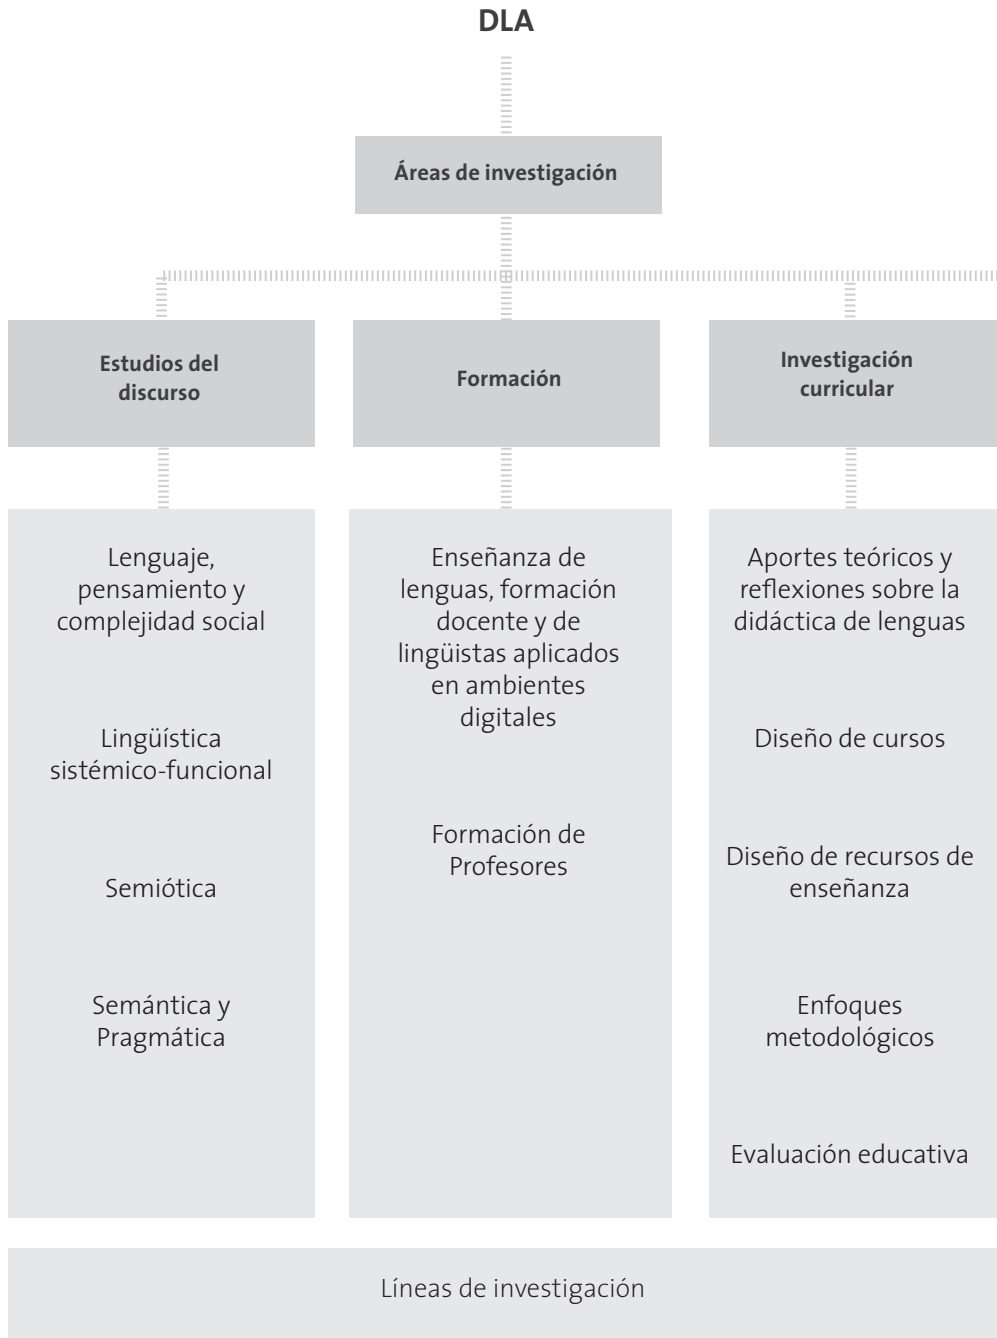 DLA
Áreas de investigación
Estudios del
discurso
Formación
Investigación
curricular
Lenguaje,
pensamiento y
complejidad social
Lingüística
sistémico-funcional
Semiótica
Semántica y
Pragmática
Enseñanza de
lenguas, formación
docente y de
lingüistas aplicados
en ambientes
digitales
Formación de
Profesores
Aportes teóricos y
reflexiones sobre la
didáctica de lenguas
Diseño de cursos
Diseño de recursos de
enseñanza
Enfoques
metodológicos
Evaluación educativa
Líneas de investigación